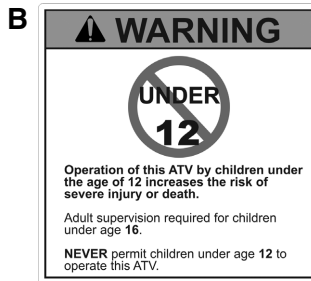 B
WARNING
UNDER
12
Operation of this ATV by children under
the age of 12 increases the risk of
severe injury or death.
Adult supervision required for children
under age 16.
NEVER permit children under age 12 to
operate this ATV.